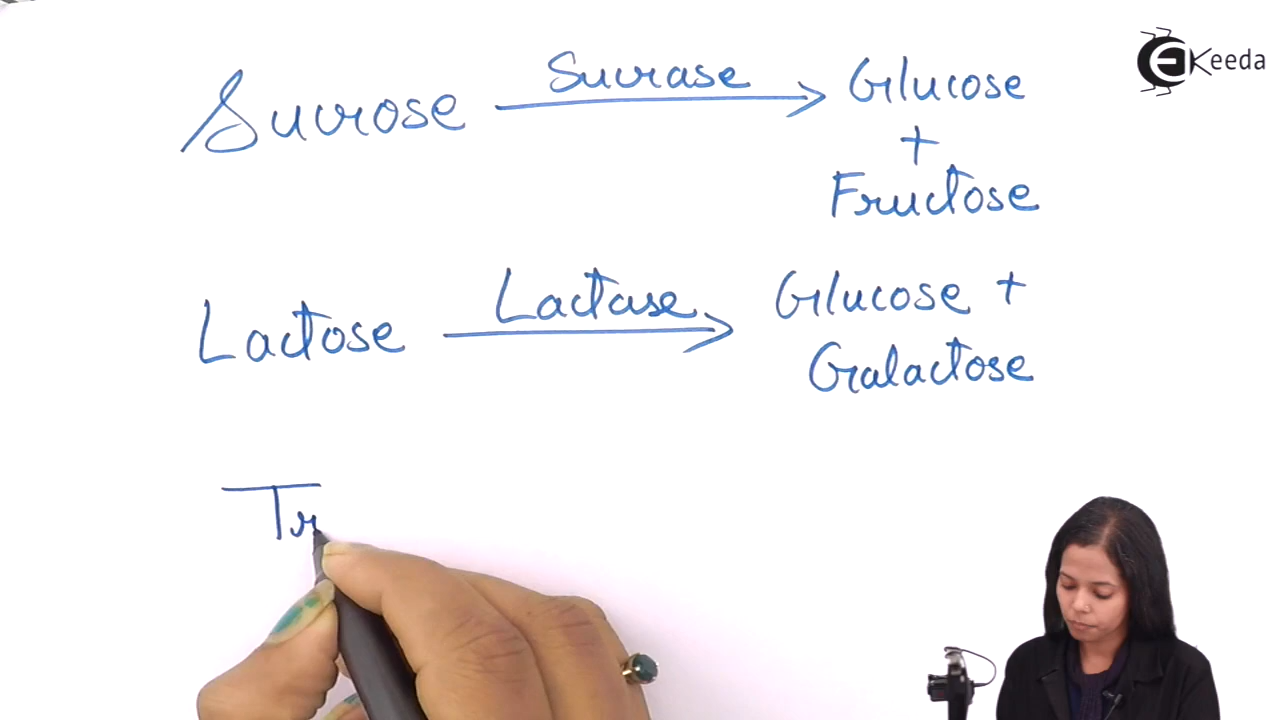 Sucrose Sucrase Glucose
+
Fructose
Lactose Lactase Glucose +
Galactose
Tr
EKeeda